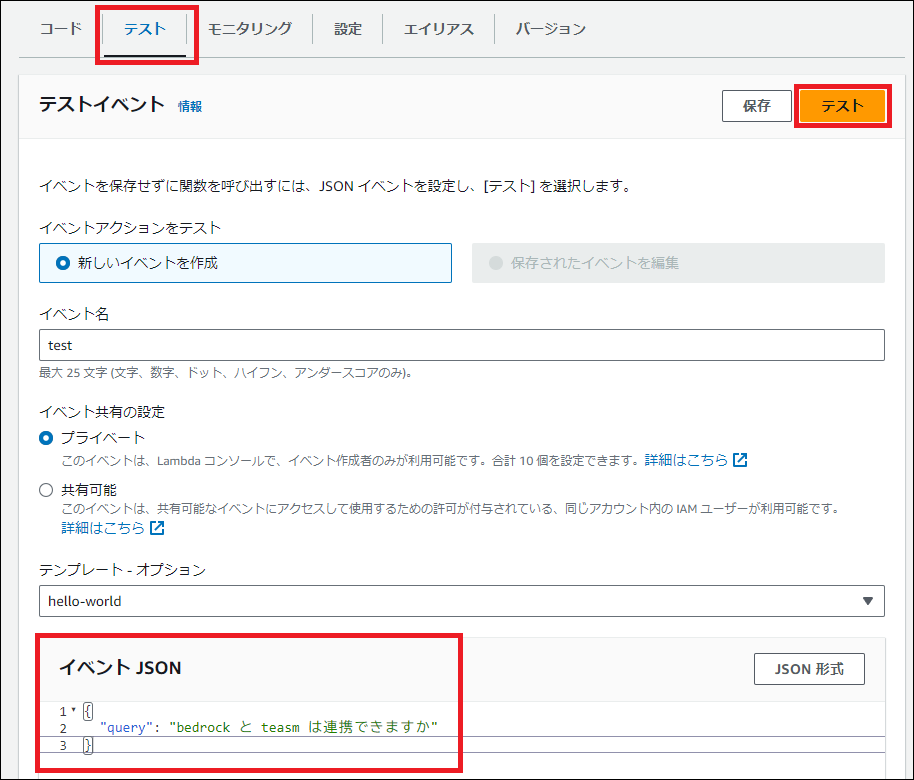 コード テスト モニタリング 設定 エイリアス バージョン
テストイベント 情報 保存 テスト
イベントを保存せずに関数を呼び出すには、JSON イベントを設定し、[テスト] を選択します。
イベントアクションをテスト
新しいイベントを作成 保存されたイベントを編集
イベント名
test
最大 25 文字 (文字、数字、ドット、ハイフン、アンダースコアのみ)。
イベント共有の設定
プライベート
このイベントは、Lambda コンソールで、イベント作成者のみが利用可能です。合計 10 個を設定できます。詳細はこちら
共有可能
このイベントは、共有可能なイベントにアクセスして使用するための許可が付与されている、同じアカウント内の IAM ユーザーが利用可能です。
詳細はこちら
テンプレート - オプション
hello-world
イベント JSON JSON 形式
1 {
2 "query": "bedrock と teasm は連携できますか"
3 }